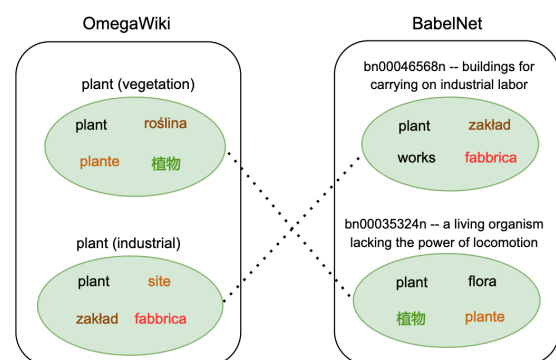 OmegaWiki
plant (vegetation)
plant roślina
plante 植物
plant (industrial)
plant site
zakład fabbrica
BabelNet
bn00046568n -- buildings for
carrying on industrial labor
plant zakład
works fabbrica
bn00035324n -- a living organism
lacking the power of locomotion
plant flora
植物 plante